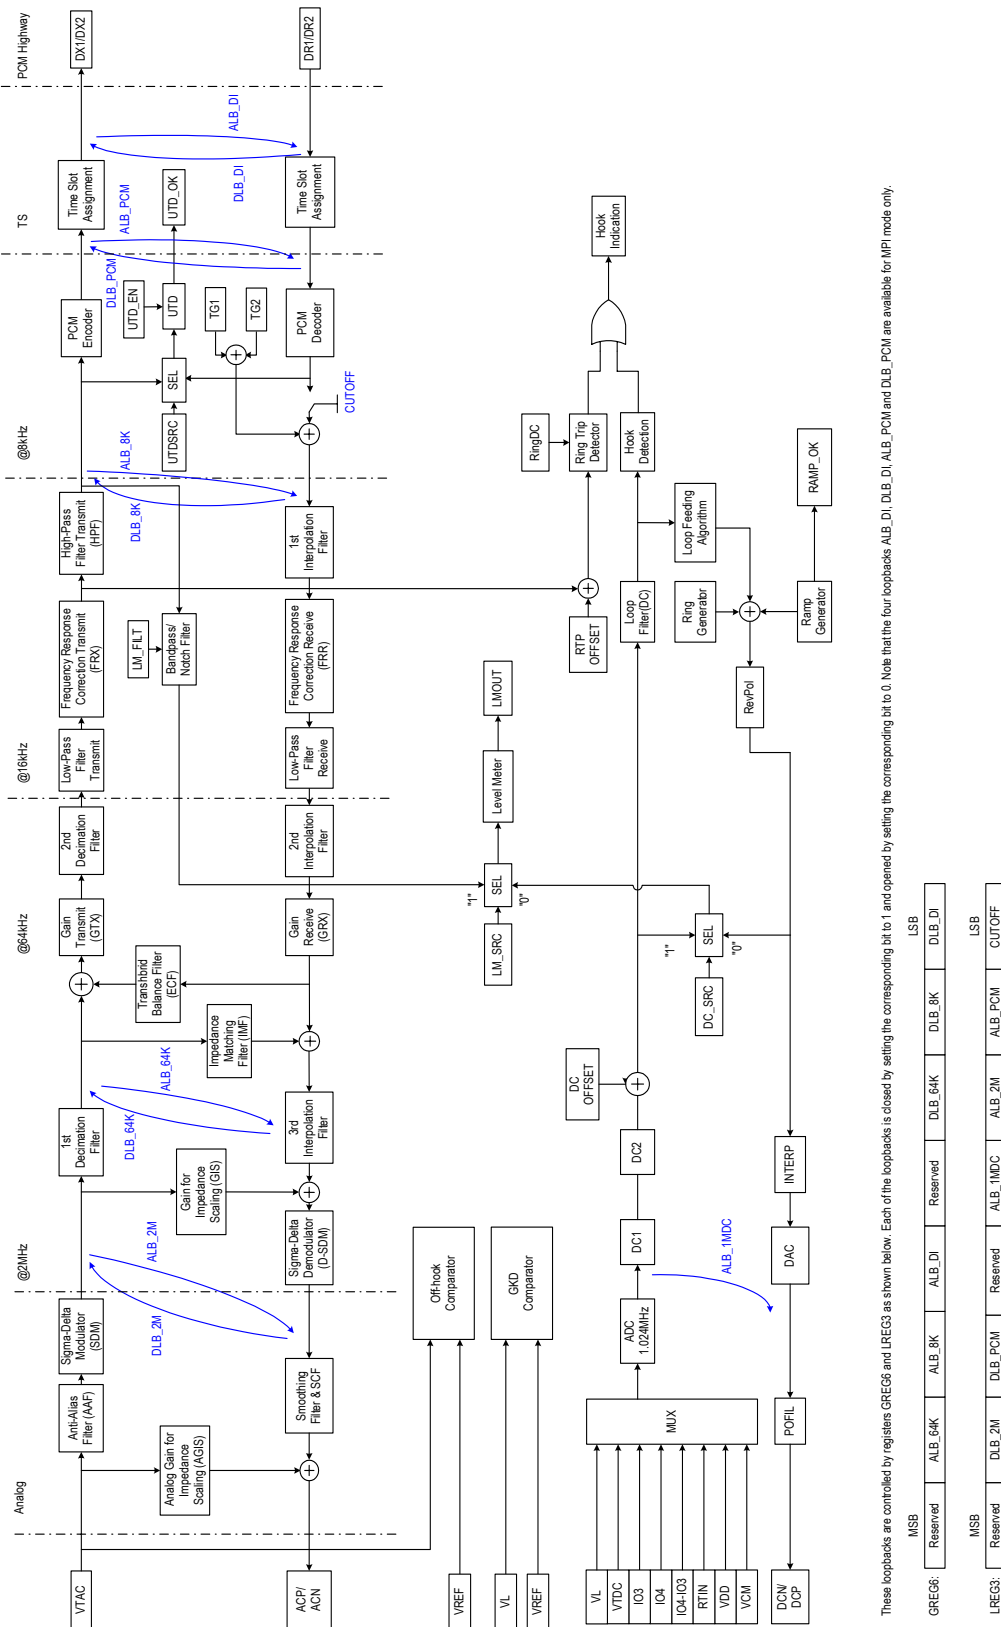 Analog
@2MHz
@64kHz
@16kHz
@8kHz
TS
PCM Highway
VTAC
Anti-Alias
Filter (AAF)
Sigma-Delta
Modulator
(SDM)
1st
Decimation
Filter
Gain
Transmit
(GTX)
2nd
Decimation
Filter
Low-Pass
Filter
Transmit
Frequency Response
Correction Transmit
(FRX)
High-Pass
Filter Transmit
(HPF)
PCM
Encoder
Time Slot
Assignment
DX1/DX2
Analog Gain for
Impedance
Scaling (AGIS)
DLB_2M
ALB_2M
Gain for
Impedance
Scaling (GIS)
DLB_64K
ALB_64K
Impedance
Matching
Filter (IMF)
Transhbrid
Balance Filter
(ECF)
LM_FILT
Bandpass/
Notch Filter
DLB_8K
ALB_8K
UTDSRC
SEL
UTD_EN
UTD
UTD_OK
TG1
TG2
DLB_PCM
ALB_PCM
DLB_DI
ALB_DI
CUTOFF
ACP/
ACN
Smoothing
Filter & SCF
Sigma-Delta
Demodulator
(D-SDM)
3rd
Interpolation
Filter
Gain
Receive
(GRX)
2nd
Interpolation
Filter
Low-Pass
Filter
Receive
Frequency Response
Correction Receive
(FRR)
1st
Interpolation
Filter
PCM
Decoder
Time Slot
Assignment
DR1/DR2
VREF
Off-hook
Comparator
VL
VREF
GKD
Comparator
LM_SRC
"1"
SEL
"0"
Level Meter
LMOUT
VL
VTDC
IO3
IO4
IO4-IO3
RTIN
VDD
VCM
MUX
ADC
1.024MHz
DC1
DC2
DC
OFFSET
Loop
Filter(DC)
RTP
OFFSET
RingDC
Ring Trip
Detector
Hook
Detection
Hook
Indication
ALB_1MDC
DC_SRC
"1"
SEL
"0"
Loop Feeding
Algorithm
Ring
Generator
Ramp
Generator
RAMP_OK
RevPol
INTERP
DAC
POFIL
DCN/
DCP
These loopbacks are controlled by registers GREG6 and LREG3 as shown below. Each of the loopbacks is closed by setting the corresponding bit to 1 and opened by setting the corresponding bit to 0. Note that the four loopbacks ALB_DI, DLB_DI, ALB_PCM and DLB_PCM are available for MPI mode only.
MSB LSB
GREG6: Reserved ALB_64K ALB_8K ALB_DI Reserved DLB_64K DLB_8K DLB_DI
MSB LSB
LREG3: Reserved DLB_2M DLB_PCM Reserved ALB_1MDC ALB_2M ALB_PCM CUTOFF